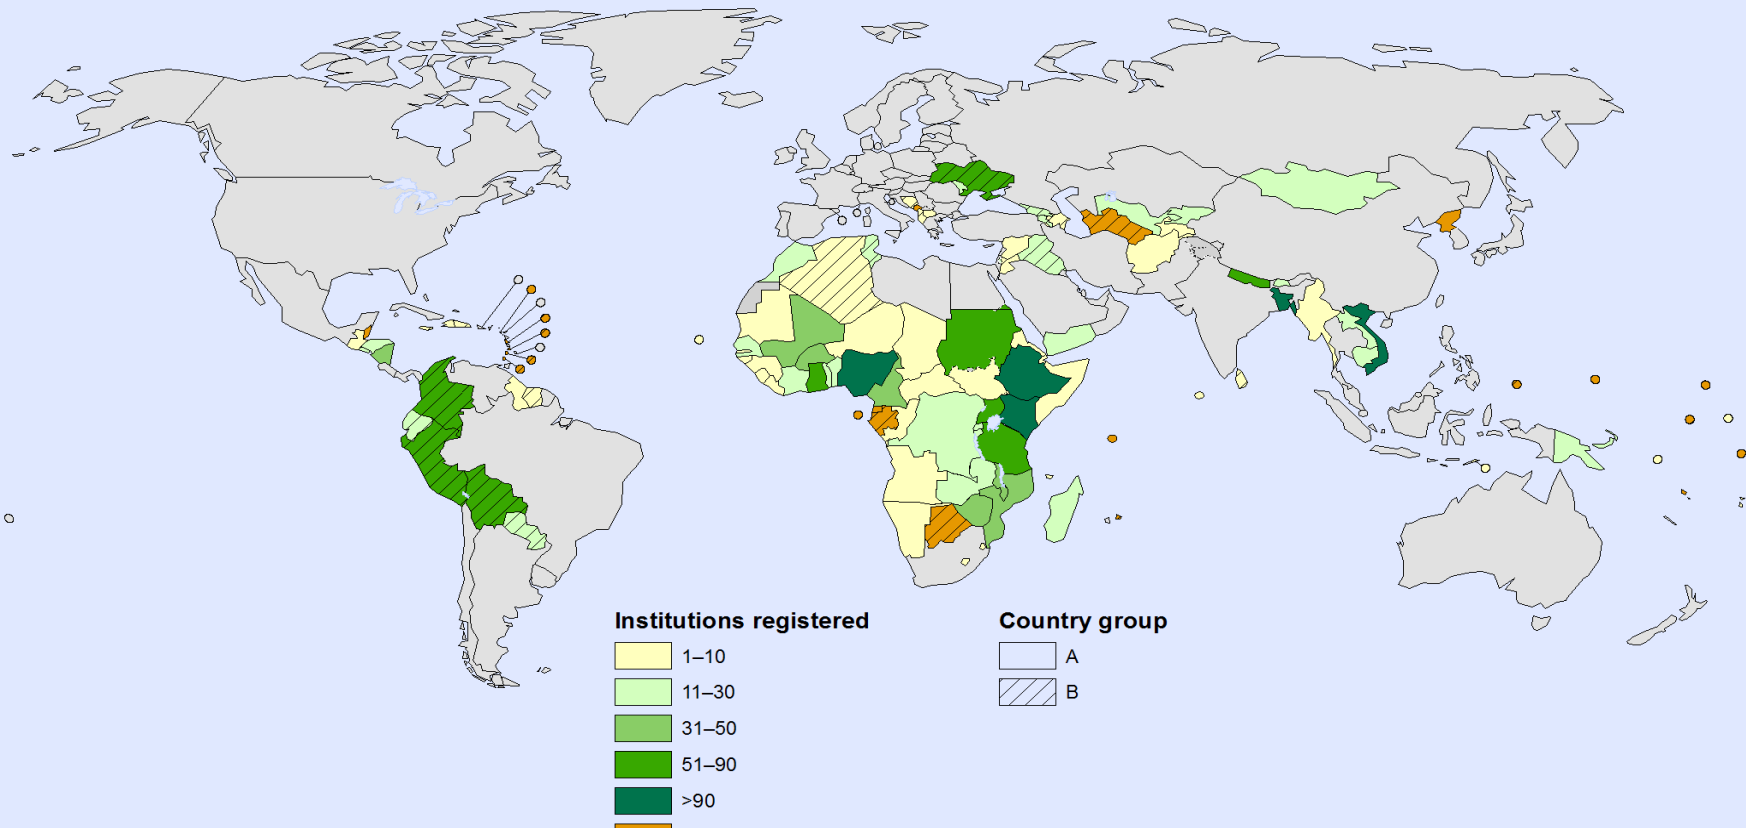 Institutions registered
1–10
11–30
31–50
51–90
>90
Country group
A
B